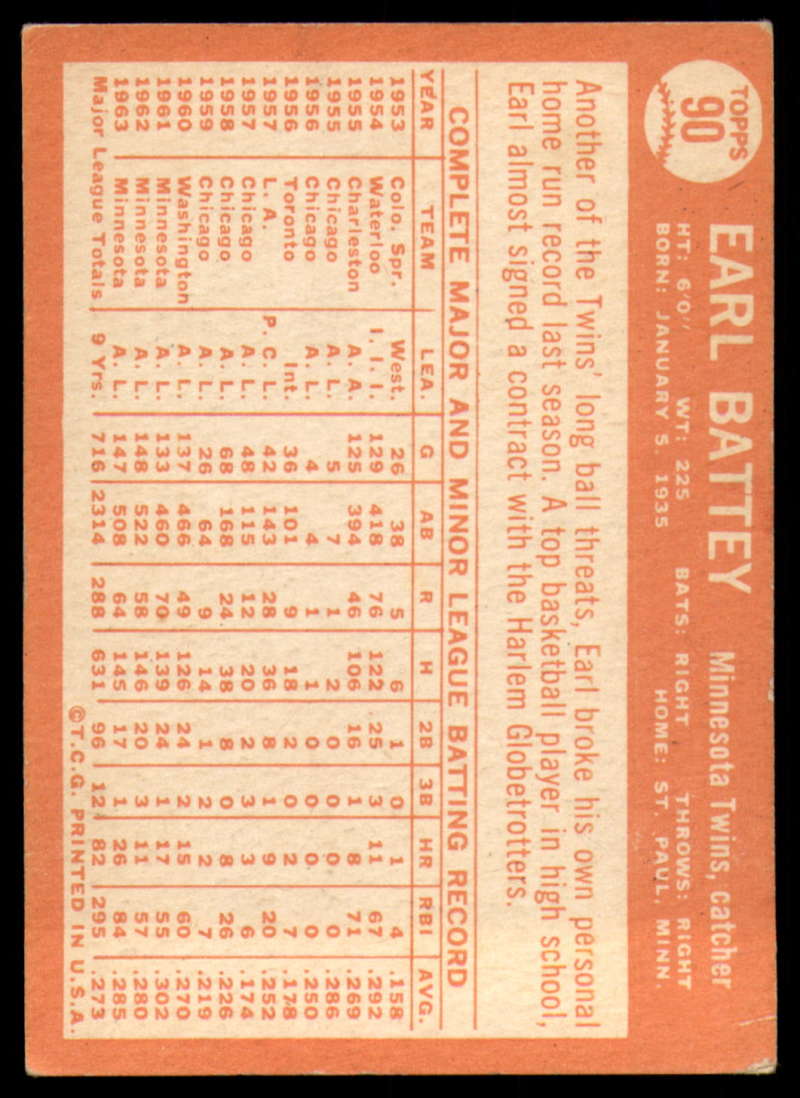 TOPPS
90
EARL BATTEY Minnesota Twins, catcher
HT: 6'0" WT: 225 BATS: RIGHT THROWS: RIGHT
BORN: JANUARY 5, 1935 HOME: ST. PAUL, MINN.
Another of the Twins' long ball threats, Earl broke his own personal
home run record last season. A top basketball player in high school,
Earl almost signed a contract with the Harlem Globetrotters.
COMPLETE MAJOR AND MINOR LEAGUE BATTING RECORD
YEAR TEAM LEA. G AB R H 2B 3B HR RBI AVG.
1953 Colo. Spr. West. 26 38 5 6 1 0 1 4 .158
1954 Waterloo I. I. I. 129 418 76 122 25 3 11 67 .292
1955 Charleston A. A. 125 394 46 106 16 1 8 71 .269
1955 Chicago A. L. 5 7 1 2 0 0 0 0 .286
1956 Chicago A. L. 4 4 1 1 0 0 0 0 .250
1956 Toronto Int. 36 101 9 18 2 0 2 7 .178
1957 L. A. P. C. L. 42 143 28 36 8 1 9 20 .252
1957 Chicago A. L. 48 115 12 20 2 3 3 6 .174
1958 Chicago A. L. 68 168 24 38 8 0 8 26 .226
1959 Chicago A. L. 26 64 9 14 1 2 2 7 .219
1960 Washington A. L. 137 466 49 126 24 2 15 60 .270
1961 Minnesota A. L. 133 460 70 139 24 1 17 55 .302
1962 Minnesota A. L. 148 522 58 146 20 3 11 57 .280
1963 Minnesota A. L. 147 508 64 145 17 1 26 84 .285
Major League Totals 9 Yrs. 716 2314 288 631 96 12 82 295 .273
©T.C.G. PRINTED IN U.S.A.